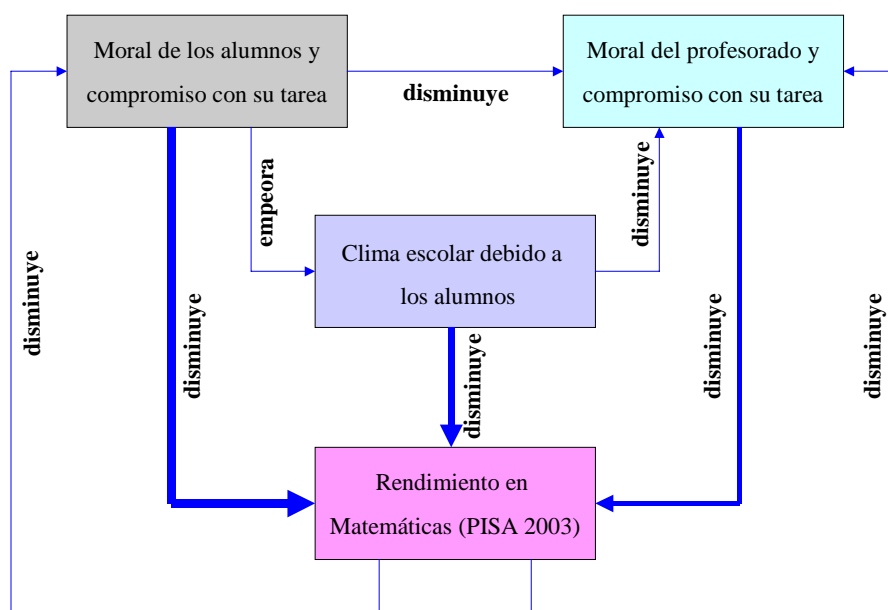 Moral de los alumnos y
compromiso con su tarea
disminuye
Moral del profesorado y
compromiso con su tarea
empeora
disminuye
Clima escolar debido a
los alumnos
disminuye
disminuye
disminuye
disminuye
disminuye
Rendimiento en
Matemáticas (PISA 2003)